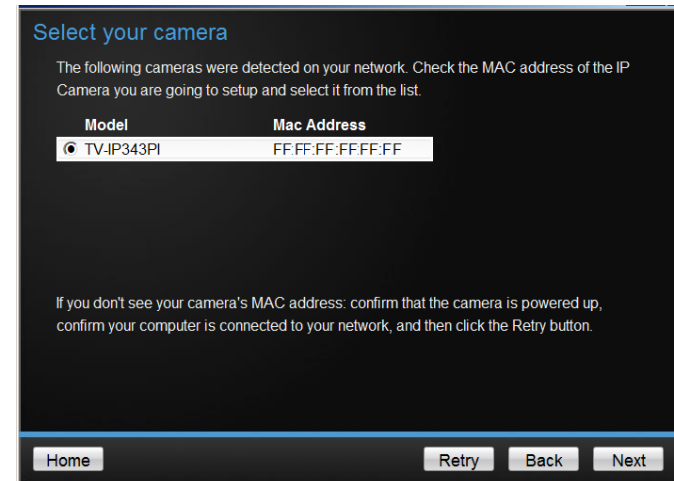 Select your camera
The following cameras were detected on your network. Check the MAC address of the IP
Camera you are going to setup and select it from the list.
Model Mac Address
TV-IP343PI FF:FF:FF:FF:FF:FF
If you don't see your camera's MAC address: confirm that the camera is powered up,
confirm your computer is connected to your network, and then click the Retry button.
Home Retry Back Next